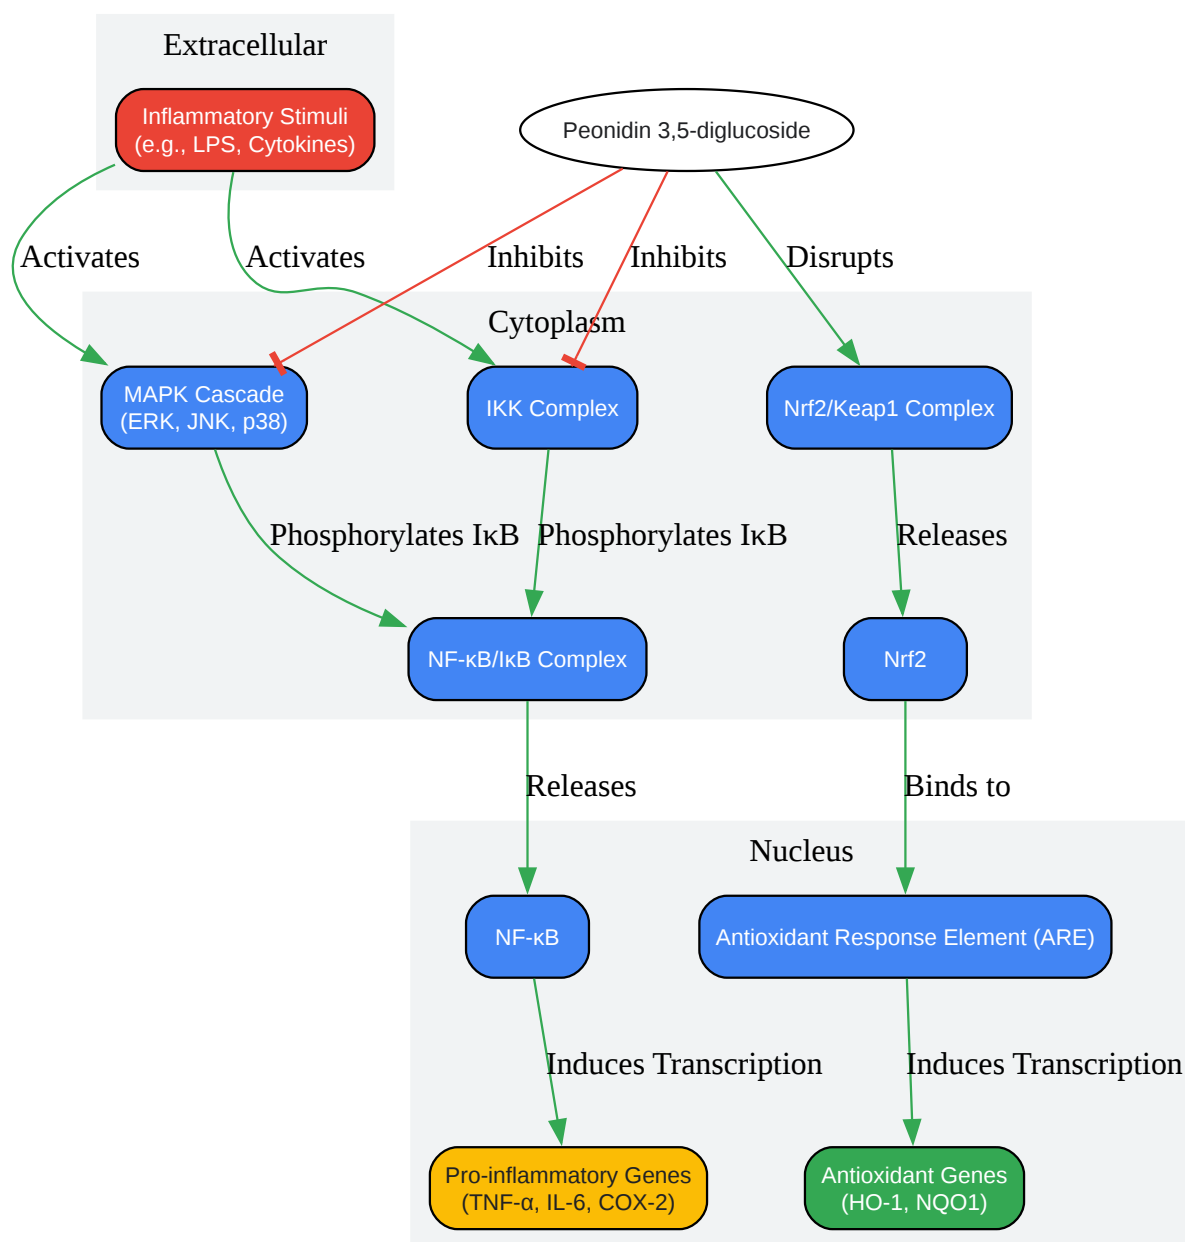 Extracellular
Inflammatory Stimuli
(e.g., LPS, Cytokines)
Peonidin 3,5-diglucoside
Activates
Activates
Inhibits
Inhibits
Disrupts
Cytoplasm
MAPK Cascade
(ERK, JNK, p38)
IKK Complex
Nrf2/Keap1 Complex
Phosphorylates IκB
Phosphorylates IκB
Releases
NF-κB/IκB Complex
Nrf2
Releases
Binds to
Nucleus
NF-κB
Antioxidant Response Element (ARE)
Induces Transcription
Induces Transcription
Pro-inflammatory Genes
(TNF-α, IL-6, COX-2)
Antioxidant Genes
(HO-1, NQO1)